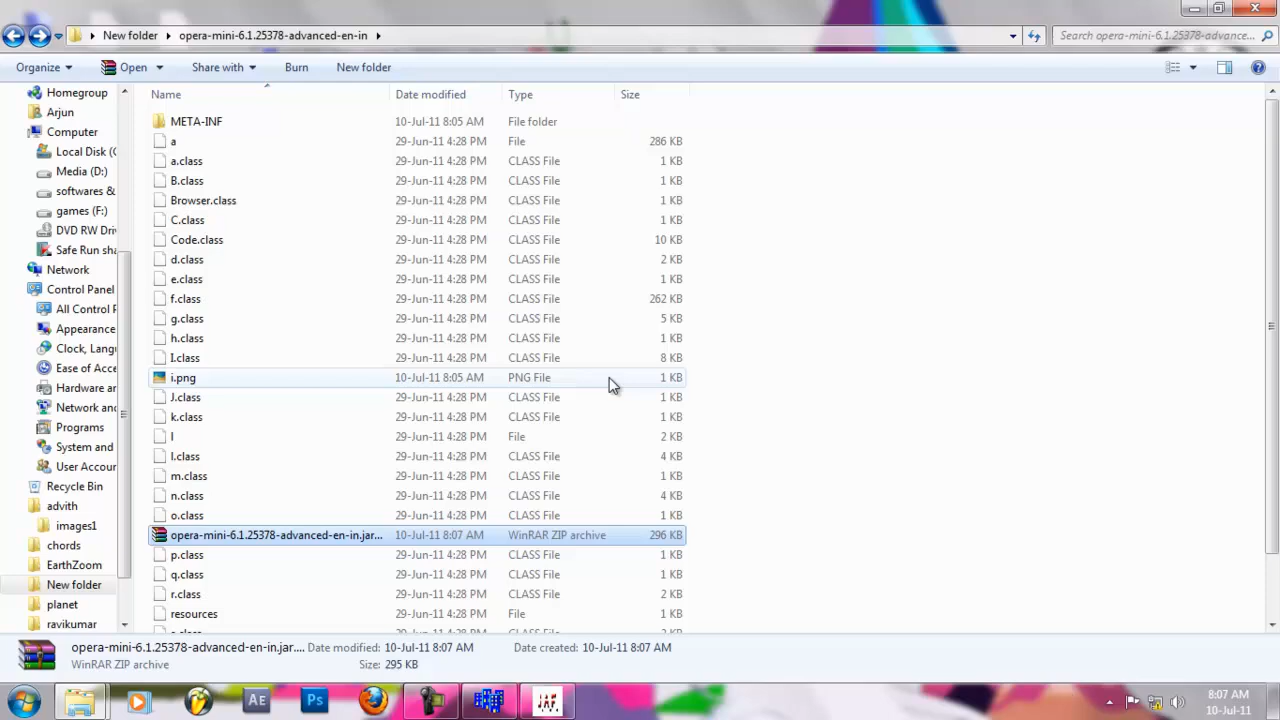 New folder opera-mini-6.1.25378-advanced-en-in Search opera-mini-6.1.25378-advance...
Organize Open Share with Burn New folder
Name Date modified Type Size
Homegroup
Arjun
Computer
Local Disk (
Media (D:)
softwares &
games (F:)
DVD RW Dri
Safe Run sha
Network
Control Panel
All Control P
Appearance
Clock, Lang
Ease of Acce
Hardware ar
Network and
Programs
System and
User Accour
Recycle Bin
advith
images1
chords
EarthZoom
New folder
planet
ravikumar
META-INF 10-Jul-11 8:05 AM File folder
a 29-Jun-11 4:28 PM File 286 KB
a.class 29-Jun-11 4:28 PM CLASS File 1 KB
B.class 29-Jun-11 4:28 PM CLASS File 1 KB
Browser.class 29-Jun-11 4:28 PM CLASS File 1 KB
C.class 29-Jun-11 4:28 PM CLASS File 1 KB
Code.class 29-Jun-11 4:28 PM CLASS File 10 KB
d.class 29-Jun-11 4:28 PM CLASS File 2 KB
e.class 29-Jun-11 4:28 PM CLASS File 1 KB
f.class 29-Jun-11 4:28 PM CLASS File 262 KB
g.class 29-Jun-11 4:28 PM CLASS File 5 KB
h.class 29-Jun-11 4:28 PM CLASS File 1 KB
I.class 29-Jun-11 4:28 PM CLASS File 8 KB
i.png 10-Jul-11 8:05 AM PNG File 1 KB
J.class 29-Jun-11 4:28 PM CLASS File 1 KB
k.class 29-Jun-11 4:28 PM CLASS File 1 KB
l 29-Jun-11 4:28 PM File 2 KB
l.class 29-Jun-11 4:28 PM CLASS File 4 KB
m.class 29-Jun-11 4:28 PM CLASS File 1 KB
n.class 29-Jun-11 4:28 PM CLASS File 4 KB
o.class 29-Jun-11 4:28 PM CLASS File 1 KB
opera-mini-6.1.25378-advanced-en-in.jar... 10-Jul-11 8:07 AM WinRAR ZIP archive 296 KB
p.class 29-Jun-11 4:28 PM CLASS File 1 KB
q.class 29-Jun-11 4:28 PM CLASS File 1 KB
r.class 29-Jun-11 4:28 PM CLASS File 2 KB
resources 29-Jun-11 4:28 PM File 1 KB
opera-mini-6.1.25378-advanced-en-in.jar.... Date modified: 10-Jul-11 8:07 AM Date created: 10-Jul-11 8:07 AM
WinRAR ZIP archive Size: 295 KB
AE Ps JAF 8:07 AM
10-Jul-11